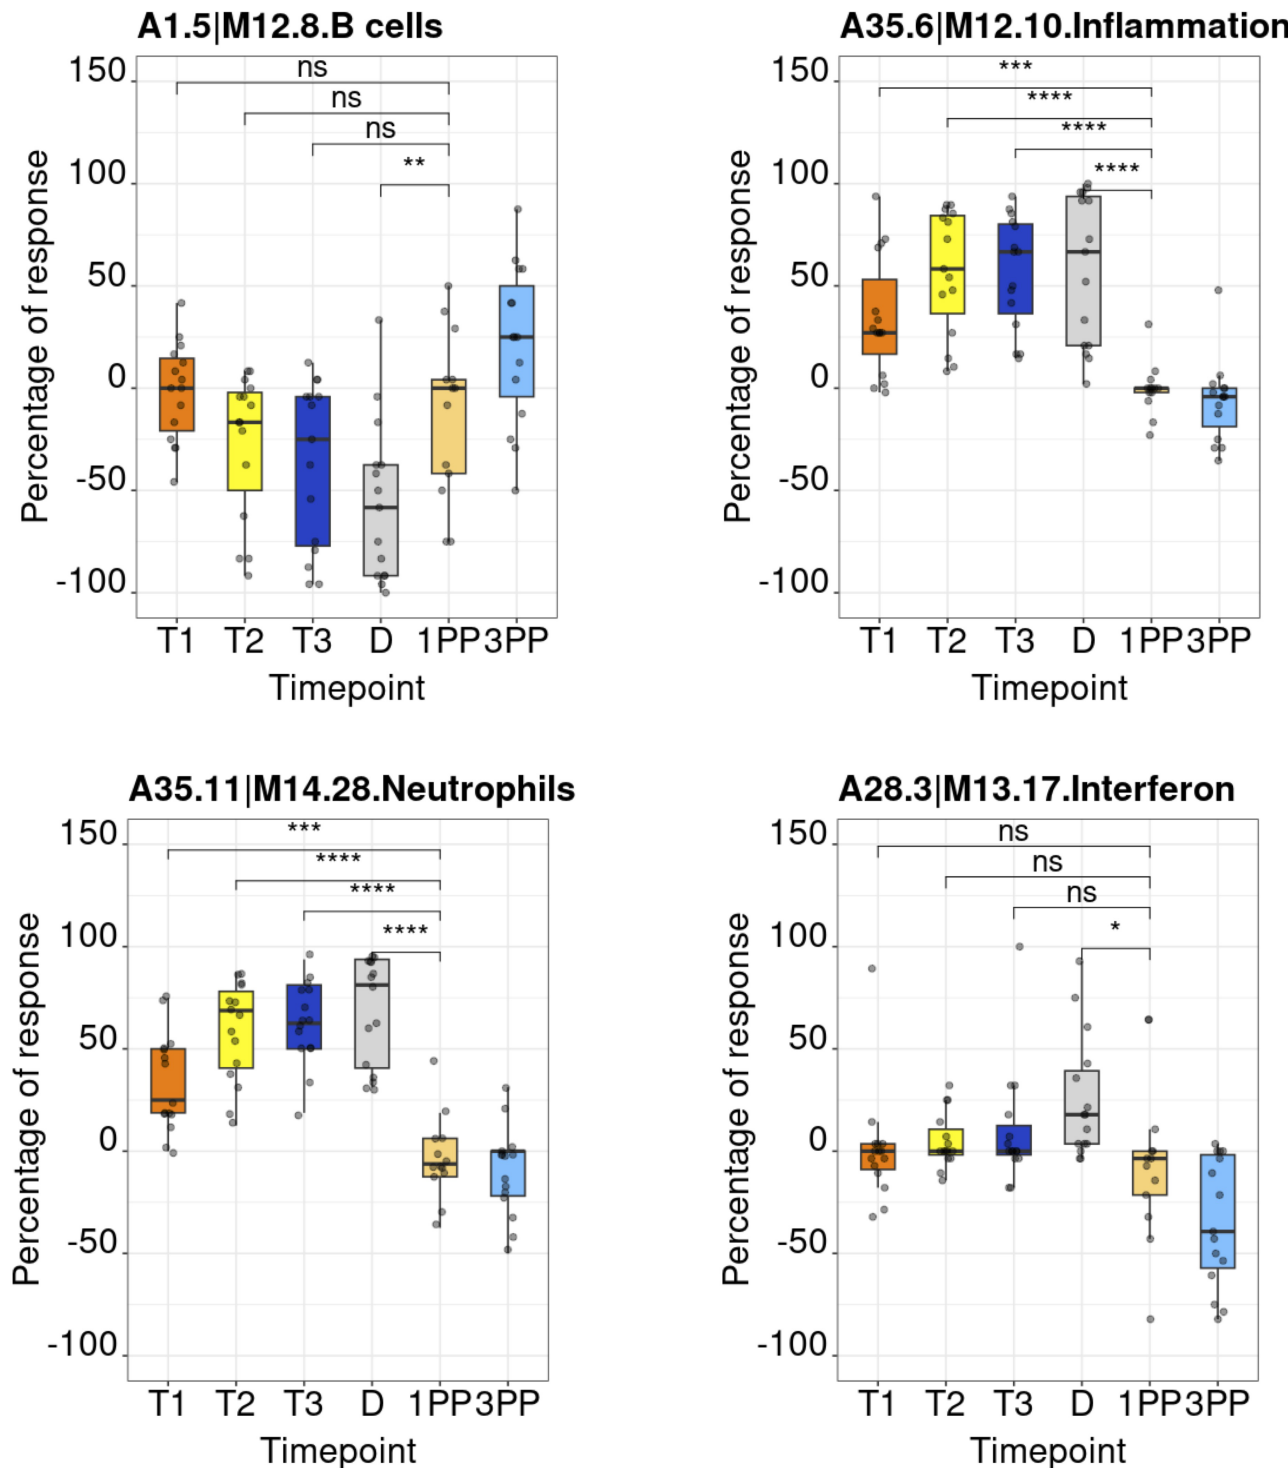 A1.5|M12.8.B cells
150
100
50
0
-50
-100
Percentage of response
ns
ns
ns
**
T1 T2 T3 D 1PP 3PP
Timepoint
A35.6|M12.10.Inflammation
150
100
50
0
-50
-100
Percentage of response
***
****
****
****
T1 T2 T3 D 1PP 3PP
Timepoint
A35.11|M14.28.Neutrophils
150
100
50
0
-50
-100
Percentage of response
***
****
****
****
T1 T2 T3 D 1PP 3PP
Timepoint
A28.3|M13.17.Interferon
150
100
50
0
-50
-100
Percentage of response
ns
ns
ns
*
T1 T2 T3 D 1PP 3PP
Timepoint